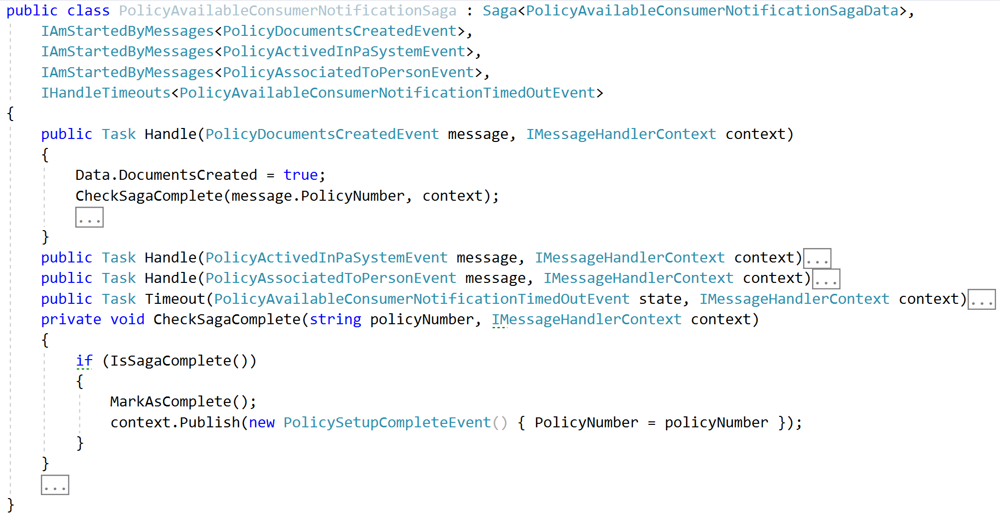 public class PolicyAvailableConsumerNotificationSaga : Saga<PolicyAvailableConsumerNotificationSagaData>,
    IAmStartedByMessages<PolicyDocumentsCreatedEvent>,
    IAmStartedByMessages<PolicyActivedInPaSystemEvent>,
    IAmStartedByMessages<PolicyAssociatedToPersonEvent>,
    IHandleTimeouts<PolicyAvailableConsumerNotificationTimedOutEvent>
{
    public Task Handle(PolicyDocumentsCreatedEvent message, IMessageHandlerContext context)
    {
        Data.DocumentsCreated = true;
        CheckSagaComplete(message.PolicyNumber, context);
        ...
    }
    public Task Handle(PolicyActivedInPaSystemEvent message, IMessageHandlerContext context)...
    public Task Handle(PolicyAssociatedToPersonEvent message, IMessageHandlerContext context)...
    public Task Timeout(PolicyAvailableConsumerNotificationTimedOutEvent state, IMessageHandlerContext context)...
    private void CheckSagaComplete(string policyNumber, IMessageHandlerContext context)
    {
        if (IsSagaComplete())
        {
            MarkAsComplete();
            context.Publish(new PolicySetupCompleteEvent() { PolicyNumber = policyNumber });
        }
    }
    ...
}